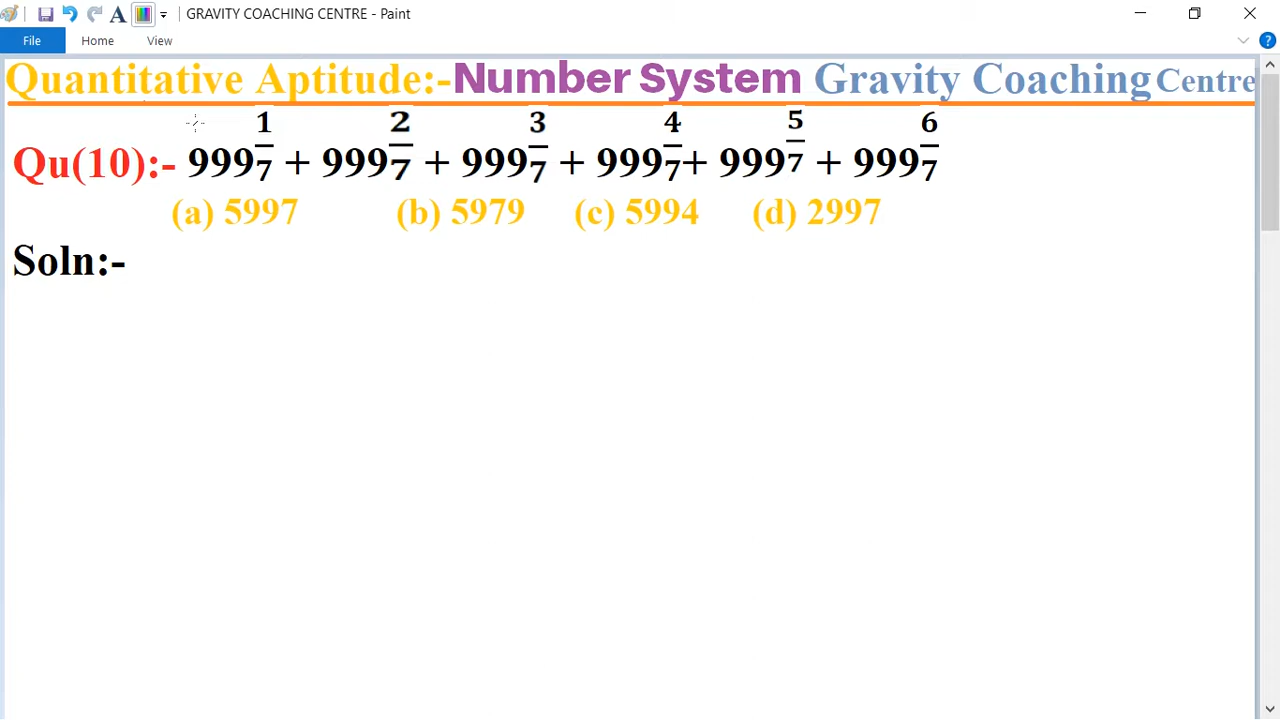 GRAVITY COACHING CENTRE - Paint
File Home View
Quantitative Aptitude:-Number System Gravity Coaching Centre
Qu(10):- 999 1/7 + 999 2/7 + 999 3/7 + 999 4/7 + 999 5/7 + 999 6/7
(a) 5997 (b) 5979 (c) 5994 (d) 2997
Soln:-